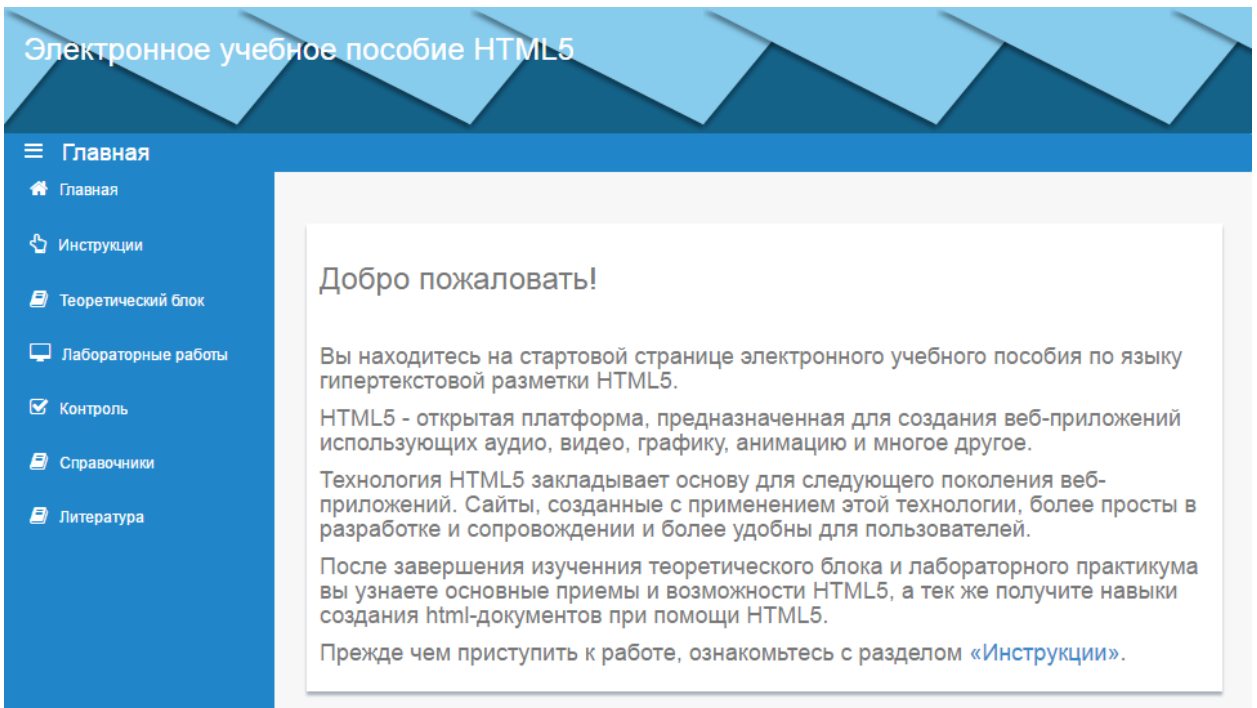 Электронное учебное пособие HTML5
Главная
Главная
Инструкции
Теоретический блок
Лабораторные работы
Контроль
Справочники
Литература
Добро пожаловать!
Вы находитесь на стартовой странице электронного учебного пособия по языку
гипертекстовой разметки HTML5.
HTML5 - открытая платформа, предназначенная для создания веб-приложений
использующих аудио, видео, графику, анимацию и многое другое.
Технология HTML5 закладывает основу для следующего поколения веб-
приложений. Сайты, созданные с применением этой технологии, более просты в
разработке и сопровождении и более удобны для пользователей.
После завершения изученния теоретического блока и лабораторного практикума
вы узнаете основные приемы и возможности HTML5, а тек же получите навыки
создания html-документов при помощи HTML5.
Прежде чем приступить к работе, ознакомьтесь с разделом «Инструкции».